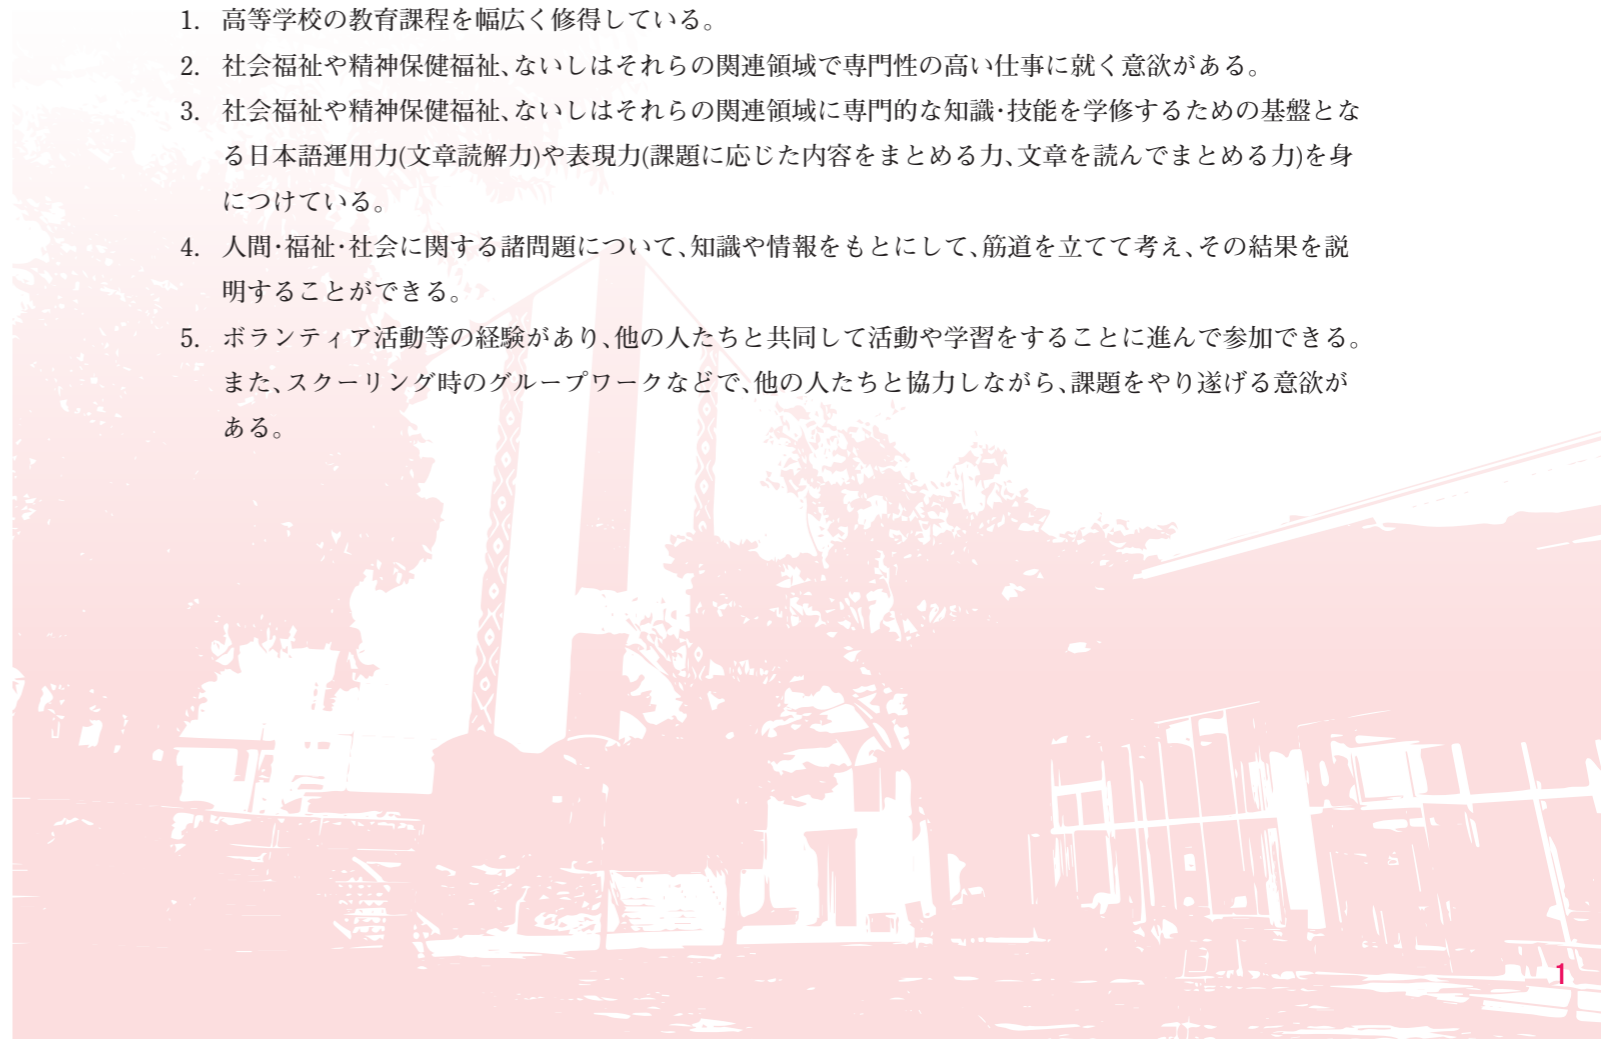 1. 高等学校の教育課程を幅広く修得している。
2. 社会福祉や精神保健福祉、ないしはそれらの関連領域で専門性の高い仕事に就く意欲がある。
3. 社会福祉や精神保健福祉、ないしはそれらの関連領域に専門的な知識・技能を学修するための基盤とな
る日本語運用力(文章読解力)や表現力(課題に応じた内容をまとめる力、文章を読んでまとめる力)を身
につけている。
4. 人間・福祉・社会に関する諸問題について、知識や情報をもとにして、筋道を立てて考え、その結果を説
明することができる。
5. ボランティア活動等の経験があり、他の人たちと共同して活動や学習をすることに進んで参加できる。
また、スクーリング時のグループワークなどで、他の人たちと協力しながら、課題をやり遂げる意欲が
ある。
1